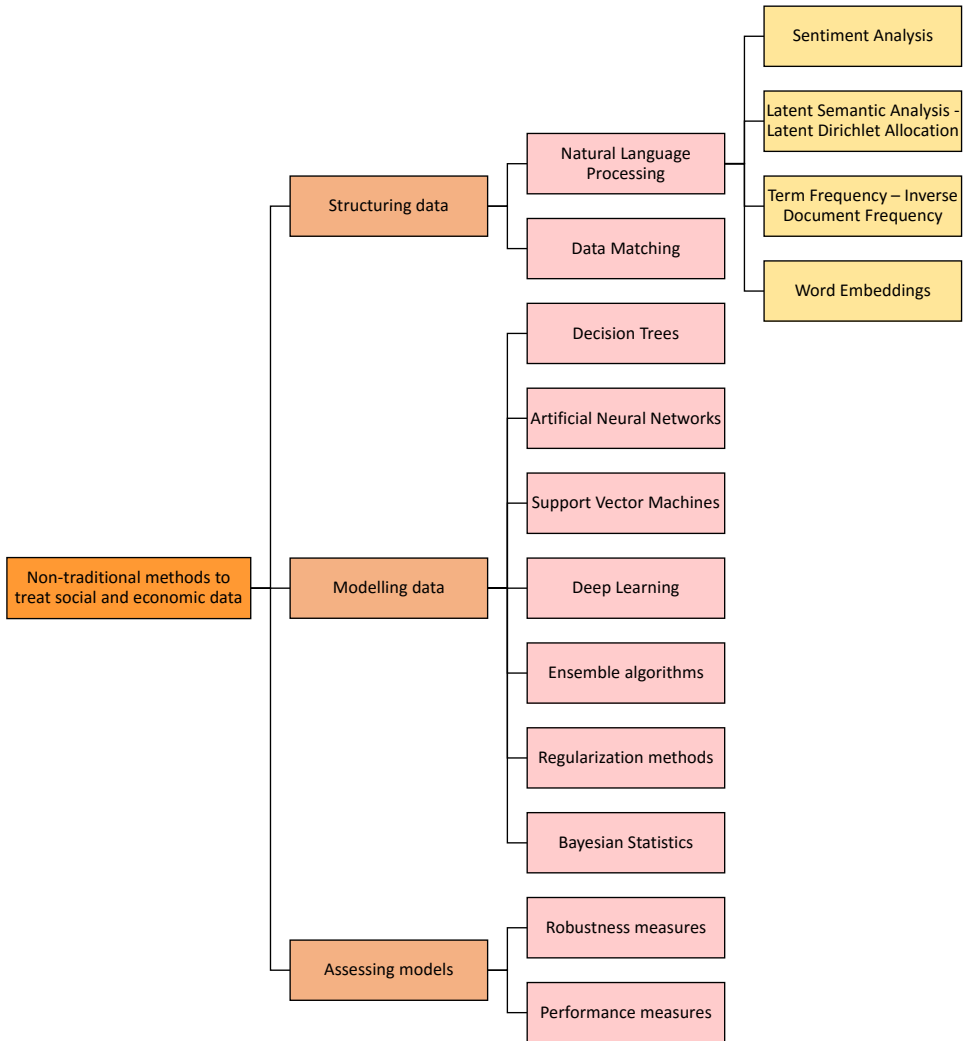 Sentiment Analysis
Latent Semantic Analysis -
Latent Dirichlet Allocation
Natural Language
Processing
Term Frequency – Inverse
Document Frequency
Structuring data
Data Matching
Word Embeddings
Decision Trees
Artificial Neural Networks
Support Vector Machines
Non-traditional methods to
treat social and economic data
Modelling data
Deep Learning
Ensemble algorithms
Regularization methods
Bayesian Statistics
Robustness measures
Assessing models
Performance measures